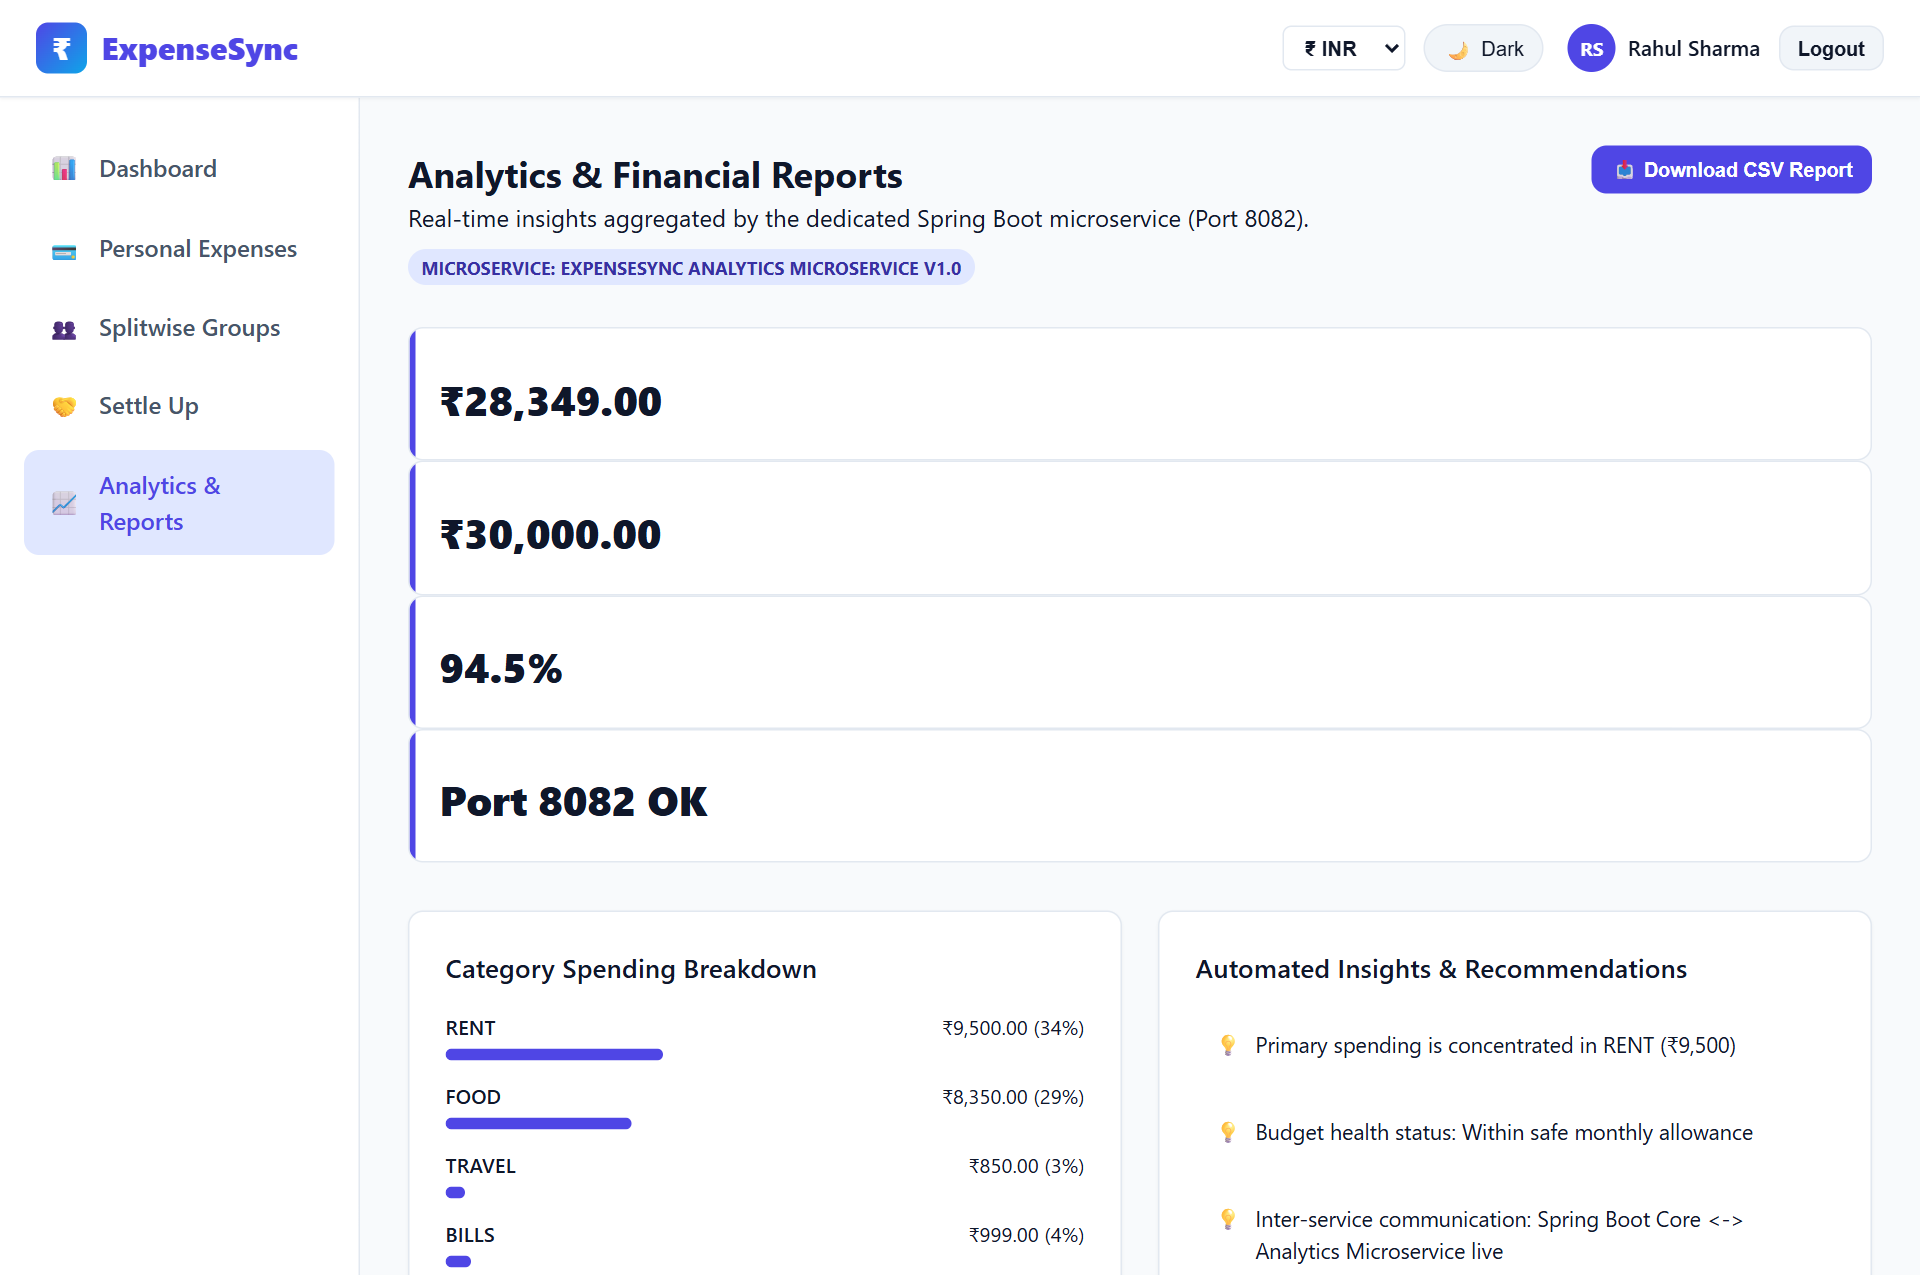 ₹ ExpenseSync
₹ INR
Dark
RS Rahul Sharma
Logout
Dashboard
Personal Expenses
Splitwise Groups
Settle Up
Analytics &
Reports
Analytics & Financial Reports
Download CSV Report
Real-time insights aggregated by the dedicated Spring Boot microservice (Port 8082).
MICROSERVICE: EXPENSESYNC ANALYTICS MICROSERVICE V1.0
₹28,349.00
₹30,000.00
94.5%
Port 8082 OK
Category Spending Breakdown
RENT ₹9,500.00 (34%)
FOOD ₹8,350.00 (29%)
TRAVEL ₹850.00 (3%)
BILLS ₹999.00 (4%)
Automated Insights & Recommendations
Primary spending is concentrated in RENT (₹9,500)
Budget health status: Within safe monthly allowance
Inter-service communication: Spring Boot Core <->
Analytics Microservice live